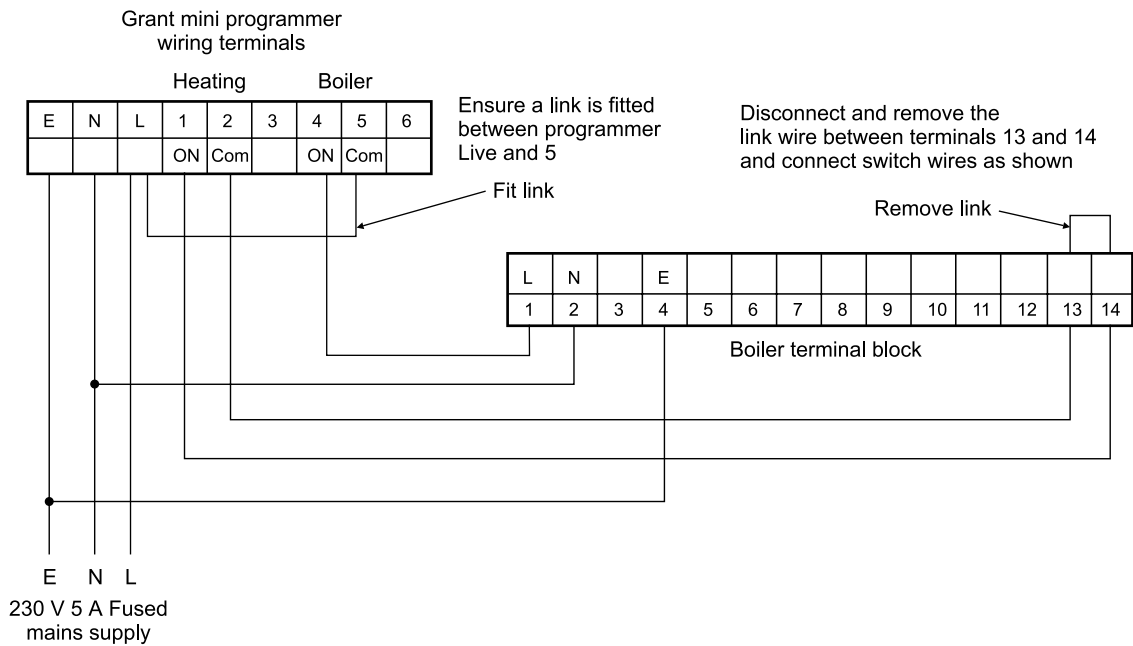 Grant mini programmer
wiring terminals
Heating Boiler
E N L 1 2 3 4 5 6
ON Com ON Com
Ensure a link is fitted
between programmer
Live and 5
Fit link
Disconnect and remove the
link wire between terminals 13 and 14
and connect switch wires as shown
Remove link
L N E
1 2 3 4 5 6 7 8 9 10 11 12 13 14
Boiler terminal block
E N L
230 V 5 A Fused
mains supply